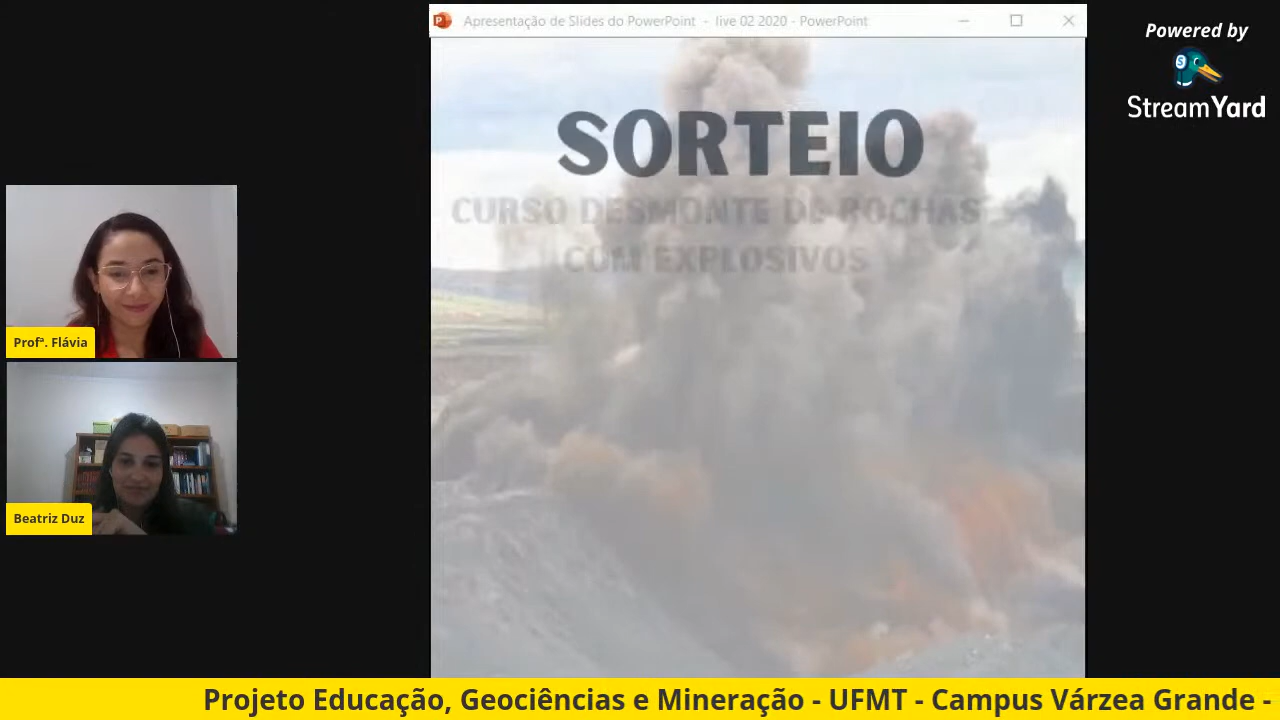 Apresentação de Slides do PowerPoint - live 02 2020 - PowerPoint
Powered by
StreamYard
SORTEIO
CURSO DESMONTE DE ROCHAS
COM EXPLOSIVOS
Profª. Flávia
Beatriz Duz
Projeto Educação, Geociências e Mineração - UFMT - Campus Várzea Grande -